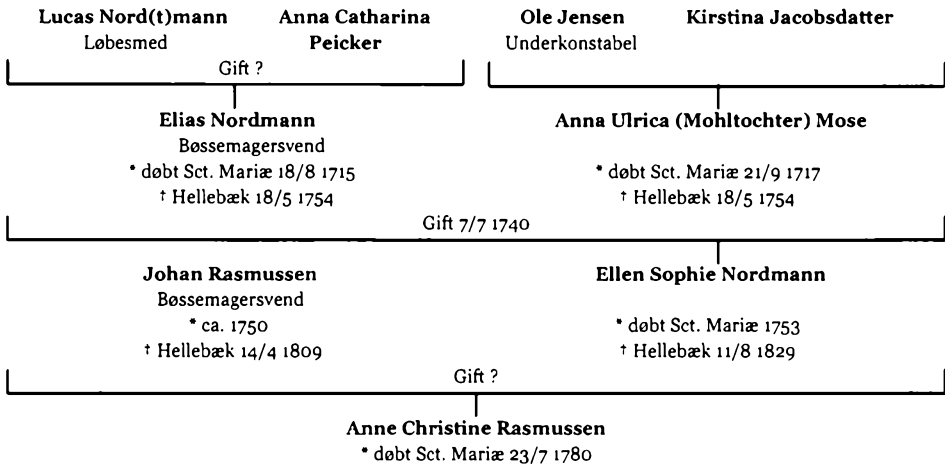 Lucas Nord(t)mann
Løbesmed
Anna Catharina
Peicker
Ole Jensen
Underkonstabel
Kirstina Jacobsdatter
Gift ?
Elias Nordmann
Bøssemagersvend
* døbt Sct. Mariæ 18/8 1715
† Hellebæk 18/5 1754
Anna Ulrica (Mohltochter) Mose
* døbt Sct. Mariæ 21/9 1717
† Hellebæk 18/5 1754
Gift 7/7 1740
Johan Rasmussen
Bøssemagersvend
* ca. 1750
† Hellebæk 14/4 1809
Ellen Sophie Nordmann
* døbt Sct. Mariæ 1753
† Hellebæk 11/8 1829
Gift ?
Anne Christine Rasmussen
* døbt Sct. Mariæ 23/7 1780